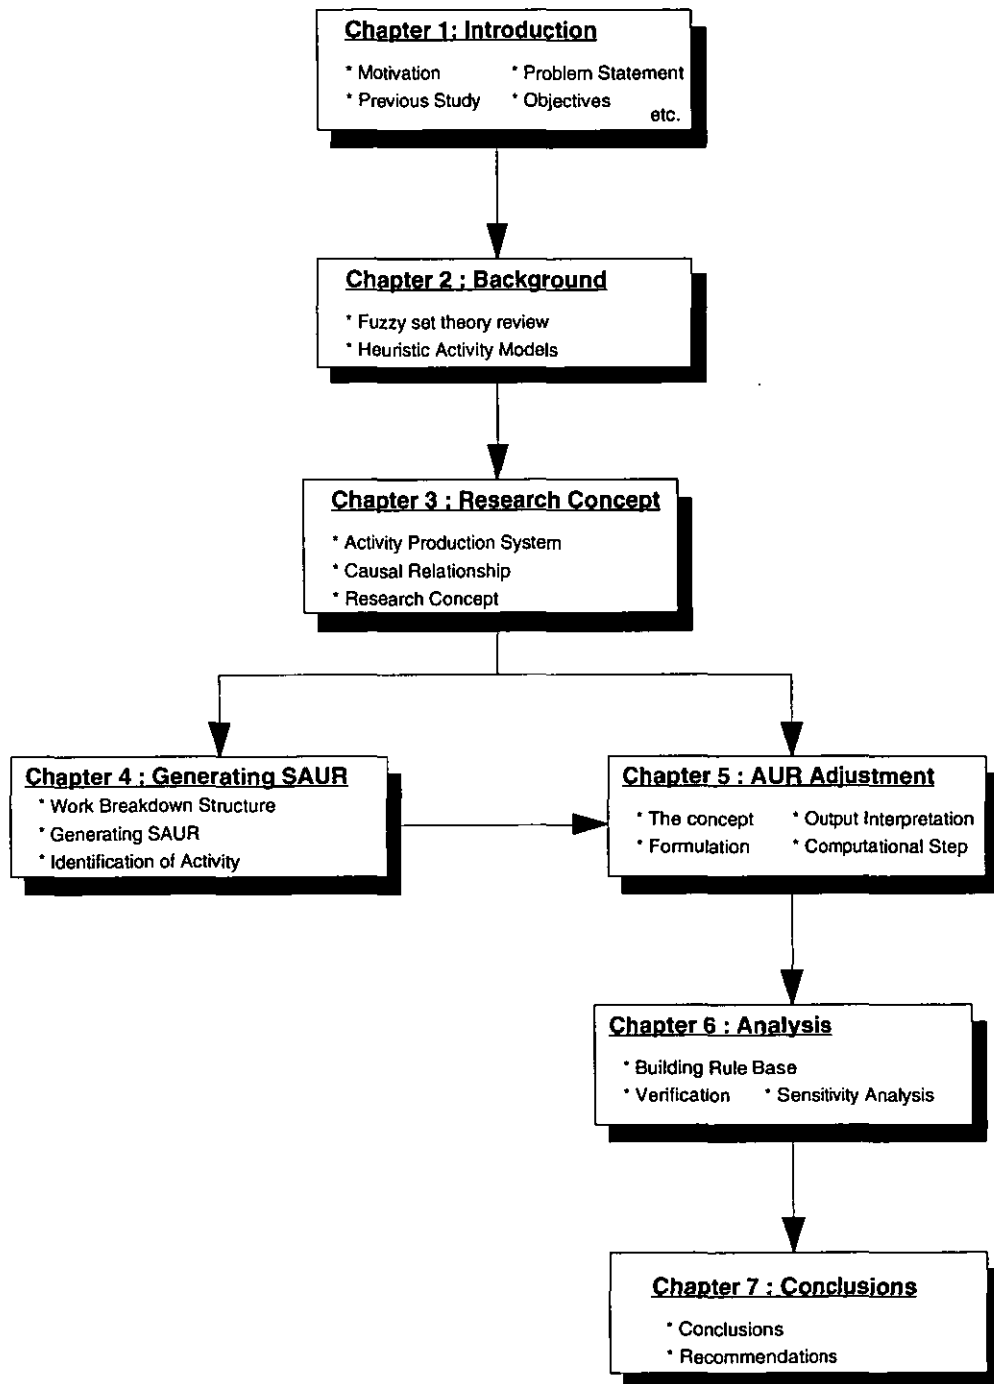 Chapter 1: Introduction
* Motivation * Problem Statement
* Previous Study * Objectives
etc.
Chapter 2 : Background
* Fuzzy set theory review
* Heuristic Activity Models
Chapter 3 : Research Concept
* Activity Production System
* Causal Relationship
* Research Concept
Chapter 4 : Generating SAUR
* Work Breakdown Structure
* Generating SAUR
* Identification of Activity
Chapter 5 : AUR Adjustment
* The concept * Output Interpretation
* Formulation * Computational Step
Chapter 6 : Analysis
* Building Rule Base
* Verification * Sensitivity Analysis
Chapter 7 : Conclusions
* Conclusions
* Recommendations